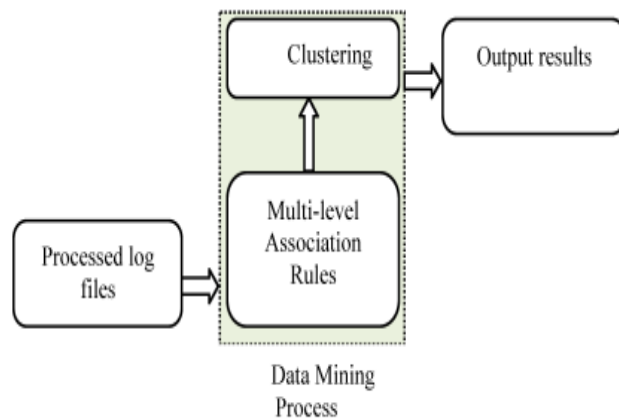 Clustering
Output results
Multi-level
Association
Rules
Processed log
files
Data Mining
Process